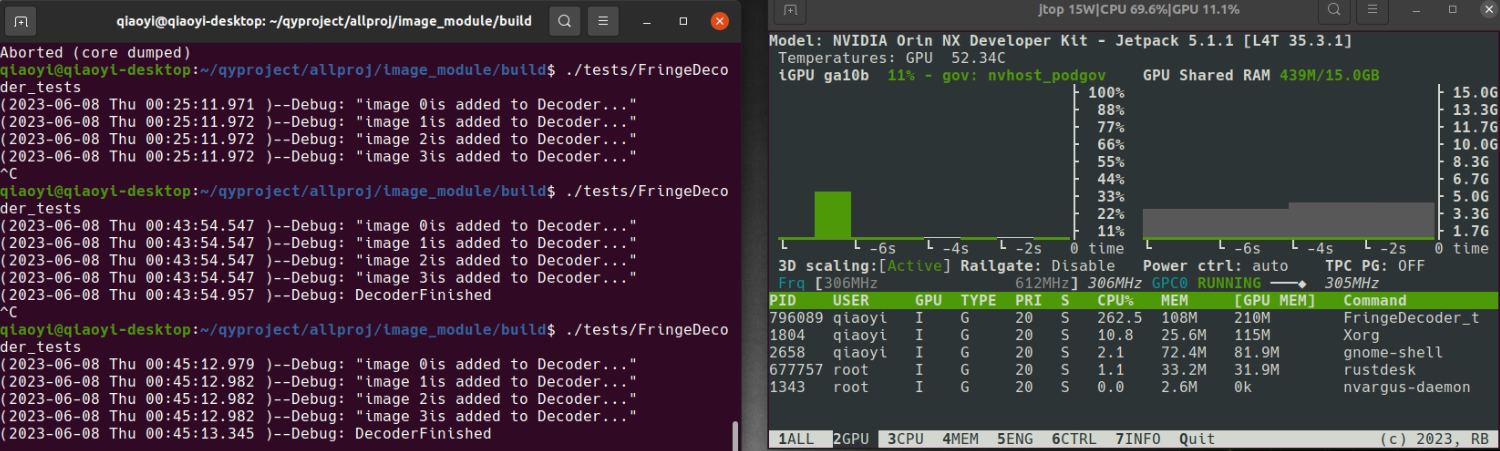 qiaoyi@qiaoyi-desktop: ~/qyproject/allproj/image_module/build
Aborted (core dumped)
qiaoyi@qiaoyi-desktop:~/qyproject/allproj/image_module/build$ ./tests/FringeDeco
der_tests
(2023-06-08 Thu 00:25:11.971 )--Debug: "image 0is added to Decoder..."
(2023-06-08 Thu 00:25:11.972 )--Debug: "image 1is added to Decoder..."
(2023-06-08 Thu 00:25:11.972 )--Debug: "image 2is added to Decoder..."
(2023-06-08 Thu 00:25:11.972 )--Debug: "image 3is added to Decoder..."
^C
qiaoyi@qiaoyi-desktop:~/qyproject/allproj/image_module/build$ ./tests/FringeDeco
der_tests
(2023-06-08 Thu 00:43:54.547 )--Debug: "image 0is added to Decoder..."
(2023-06-08 Thu 00:43:54.547 )--Debug: "image 1is added to Decoder..."
(2023-06-08 Thu 00:43:54.547 )--Debug: "image 2is added to Decoder..."
(2023-06-08 Thu 00:43:54.547 )--Debug: "image 3is added to Decoder..."
(2023-06-08 Thu 00:43:54.957 )--Debug: DecoderFinished
^C
qiaoyi@qiaoyi-desktop:~/qyproject/allproj/image_module/build$ ./tests/FringeDeco
der_tests
(2023-06-08 Thu 00:45:12.979 )--Debug: "image 0is added to Decoder..."
(2023-06-08 Thu 00:45:12.982 )--Debug: "image 1is added to Decoder..."
(2023-06-08 Thu 00:45:12.982 )--Debug: "image 2is added to Decoder..."
(2023-06-08 Thu 00:45:12.982 )--Debug: "image 3is added to Decoder..."
(2023-06-08 Thu 00:45:13.345 )--Debug: DecoderFinished
jtop 15W|CPU 69.6%|GPU 11.1%
Model: NVIDIA Orin NX Developer Kit - Jetpack 5.1.1 [L4T 35.3.1]
Temperatures: GPU 52.34C
iGPU ga10b 11% - gov: nvhost_podgov GPU Shared RAM 439M/15.0GB
100% 15.0G
88% 13.3G
77% 11.7G
66% 10.0G
55% 8.3G
44% 6.7G
33% 5.0G
22% 3.3G
11% 1.7G
-6s -4s -2s 0 time -6s -4s -2s 0 time
3D scaling:[Active] Railgate: Disable Power ctrl: auto TPC PG: OFF
Frq [306MHz 612MHz] 306MHz GPC0 RUNNING 305MHz
PID USER GPU TYPE PRI S CPU% MEM [GPU MEM] Command
796089 qiaoyi I G 20 S 262.5 108M 210M FringeDecoder_t
1804 qiaoyi I G 20 S 10.8 25.6M 115M Xorg
2658 qiaoyi I G 20 S 2.1 72.4M 81.9M gnome-shell
677757 root I G 20 S 1.1 33.2M 31.9M rustdesk
1343 root I G 20 S 0.0 2.6M 0k nvargus-daemon
1ALL 2GPU 3CPU 4MEM 5ENG 6CTRL 7INFO Quit (c) 2023, RB